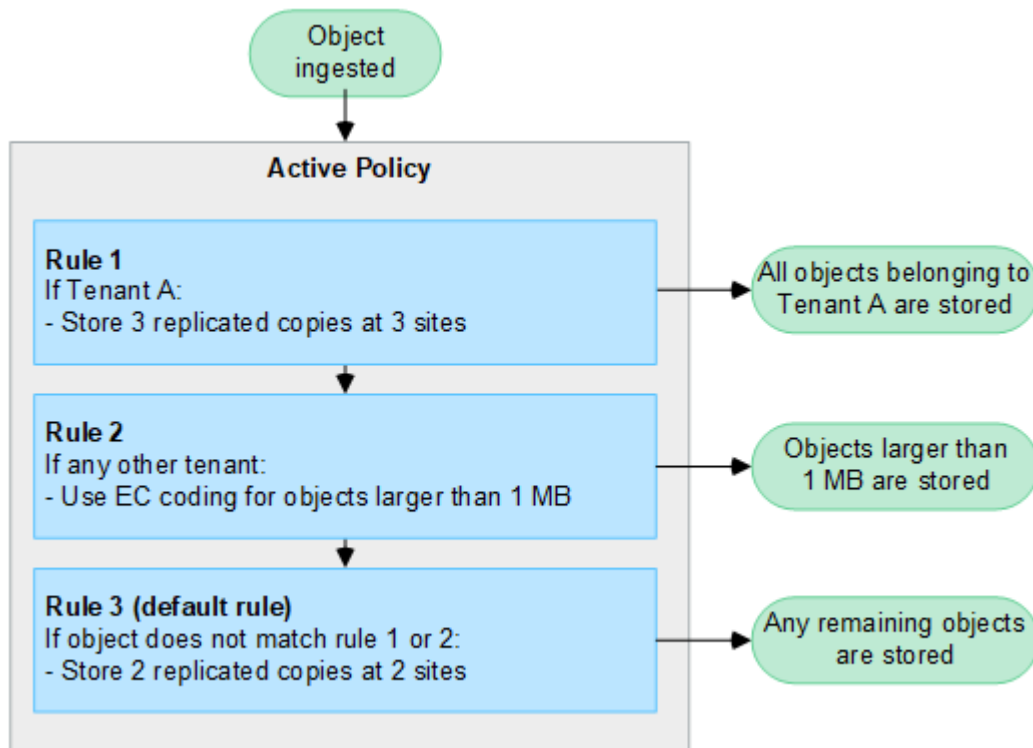 Object
ingested
Active Policy
Rule 1
If Tenant A:
- Store 3 replicated copies at 3 sites
All objects belonging to
Tenant A are stored
Rule 2
If any other tenant:
- Use EC coding for objects larger than 1 MB
Objects larger than
1 MB are stored
Rule 3 (default rule)
If object does not match rule 1 or 2:
- Store 2 replicated copies at 2 sites
Any remaining objects
are stored